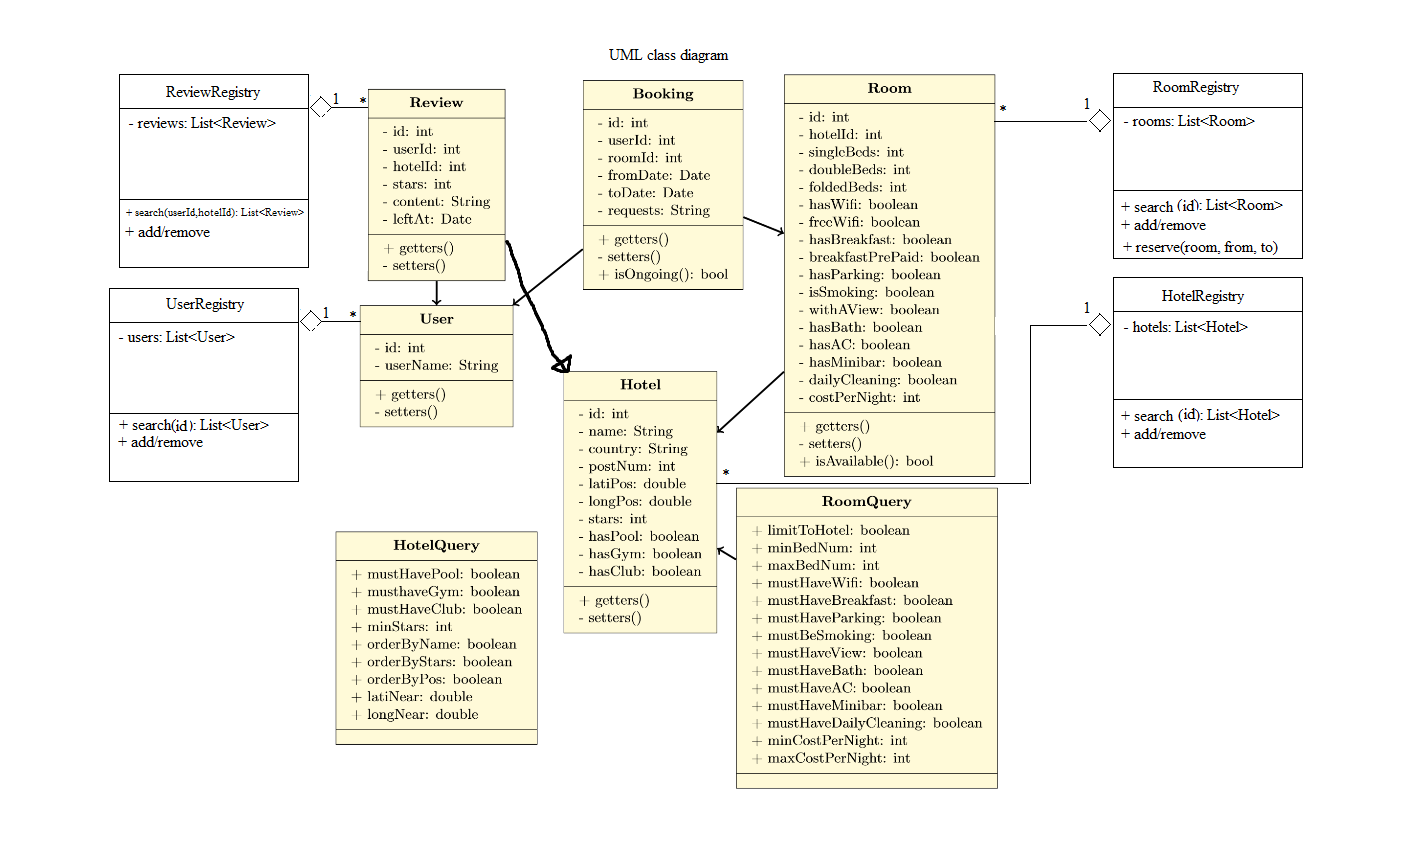 UML class diagram
ReviewRegistry
- reviews: List<Review>
+ search(userId,hotelId): List<Review>
+ add/remove
1
*
Review
- id: int
- userId: int
- hotelId: int
- stars: int
- content: String
- leftAt: Date
+ getters()
- setters()
Booking
- id: int
- userId: int
- roomId: int
- fromDate: Date
- toDate: Date
- requests: String
+ getters()
- setters()
+ isOngoing(): bool
Room
- id: int
- hotelId: int
- singleBeds: int
- doubleBeds: int
- foldedBeds: int
- hasWifi: boolean
- freeWifi: boolean
- hasBreakfast: boolean
- breakfastPrePaid: boolean
- hasParking: boolean
- isSmoking: boolean
- withAView: boolean
- hasBath: boolean
- hasAC: boolean
- hasMinibar: boolean
- dailyCleaning: boolean
- costPerNight: int
+ getters()
- setters()
+ isAvailable(): bool
*
1
RoomRegistry
- rooms: List<Room>
+ search (id): List<Room>
+ add/remove
+ reserve(room, from, to)
UserRegistry
- users: List<User>
+ search(id): List<User>
+ add/remove
1
*
User
- id: int
- userName: String
+ getters()
- setters()
Hotel
- id: int
- name: String
- country: String
- postNum: int
- latiPos: double
- longPos: double
- stars: int
- hasPool: boolean
- hasGym: boolean
- hasClub: boolean
+ getters()
- setters()
*
1
HotelRegistry
- hotels: List<Hotel>
+ search (id): List<Hotel>
+ add/remove
HotelQuery
+ mustHavePool: boolean
+ musthaveGym: boolean
+ mustHaveClub: boolean
+ minStars: int
+ orderByName: boolean
+ orderByStars: boolean
+ orderByPos: boolean
+ latiNear: double
+ longNear: double
RoomQuery
+ limitToHotel: boolean
+ minBedNum: int
+ maxBedNum: int
+ mustHaveWifi: boolean
+ mustHaveBreakfast: boolean
+ mustHaveParking: boolean
+ mustBeSmoking: boolean
+ mustHaveView: boolean
+ mustHaveBath: boolean
+ mustHaveAC: boolean
+ mustHaveMinibar: boolean
+ mustHaveDailyCleaning: boolean
+ minCostPerNight: int
+ maxCostPerNight: int